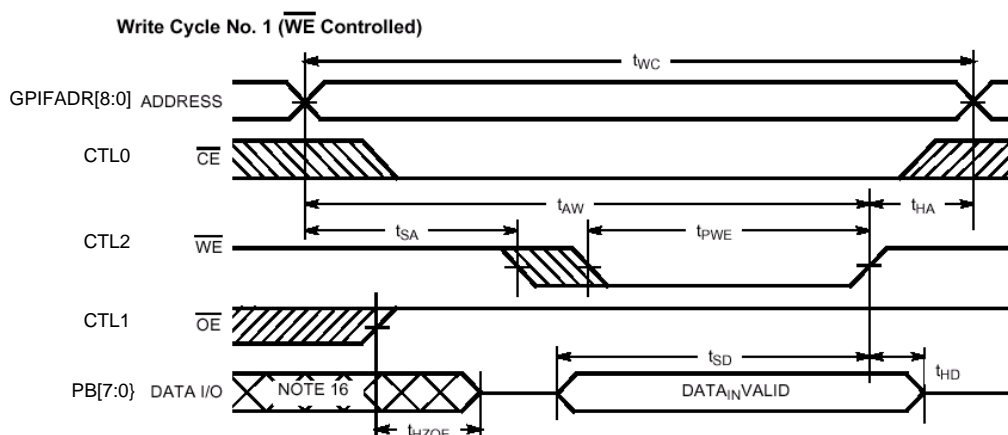 Write Cycle No. 1 (WE Controlled)
tWC
GPIFADR[8:0] ADDRESS
CTL0 CE
tAW
tHA
tSA
tPWE
CTL2 WE
CTL1 OE
tSD
tHD
PB[7:0} DATA I/O NOTE 16 DATAINVALID
tHZOE